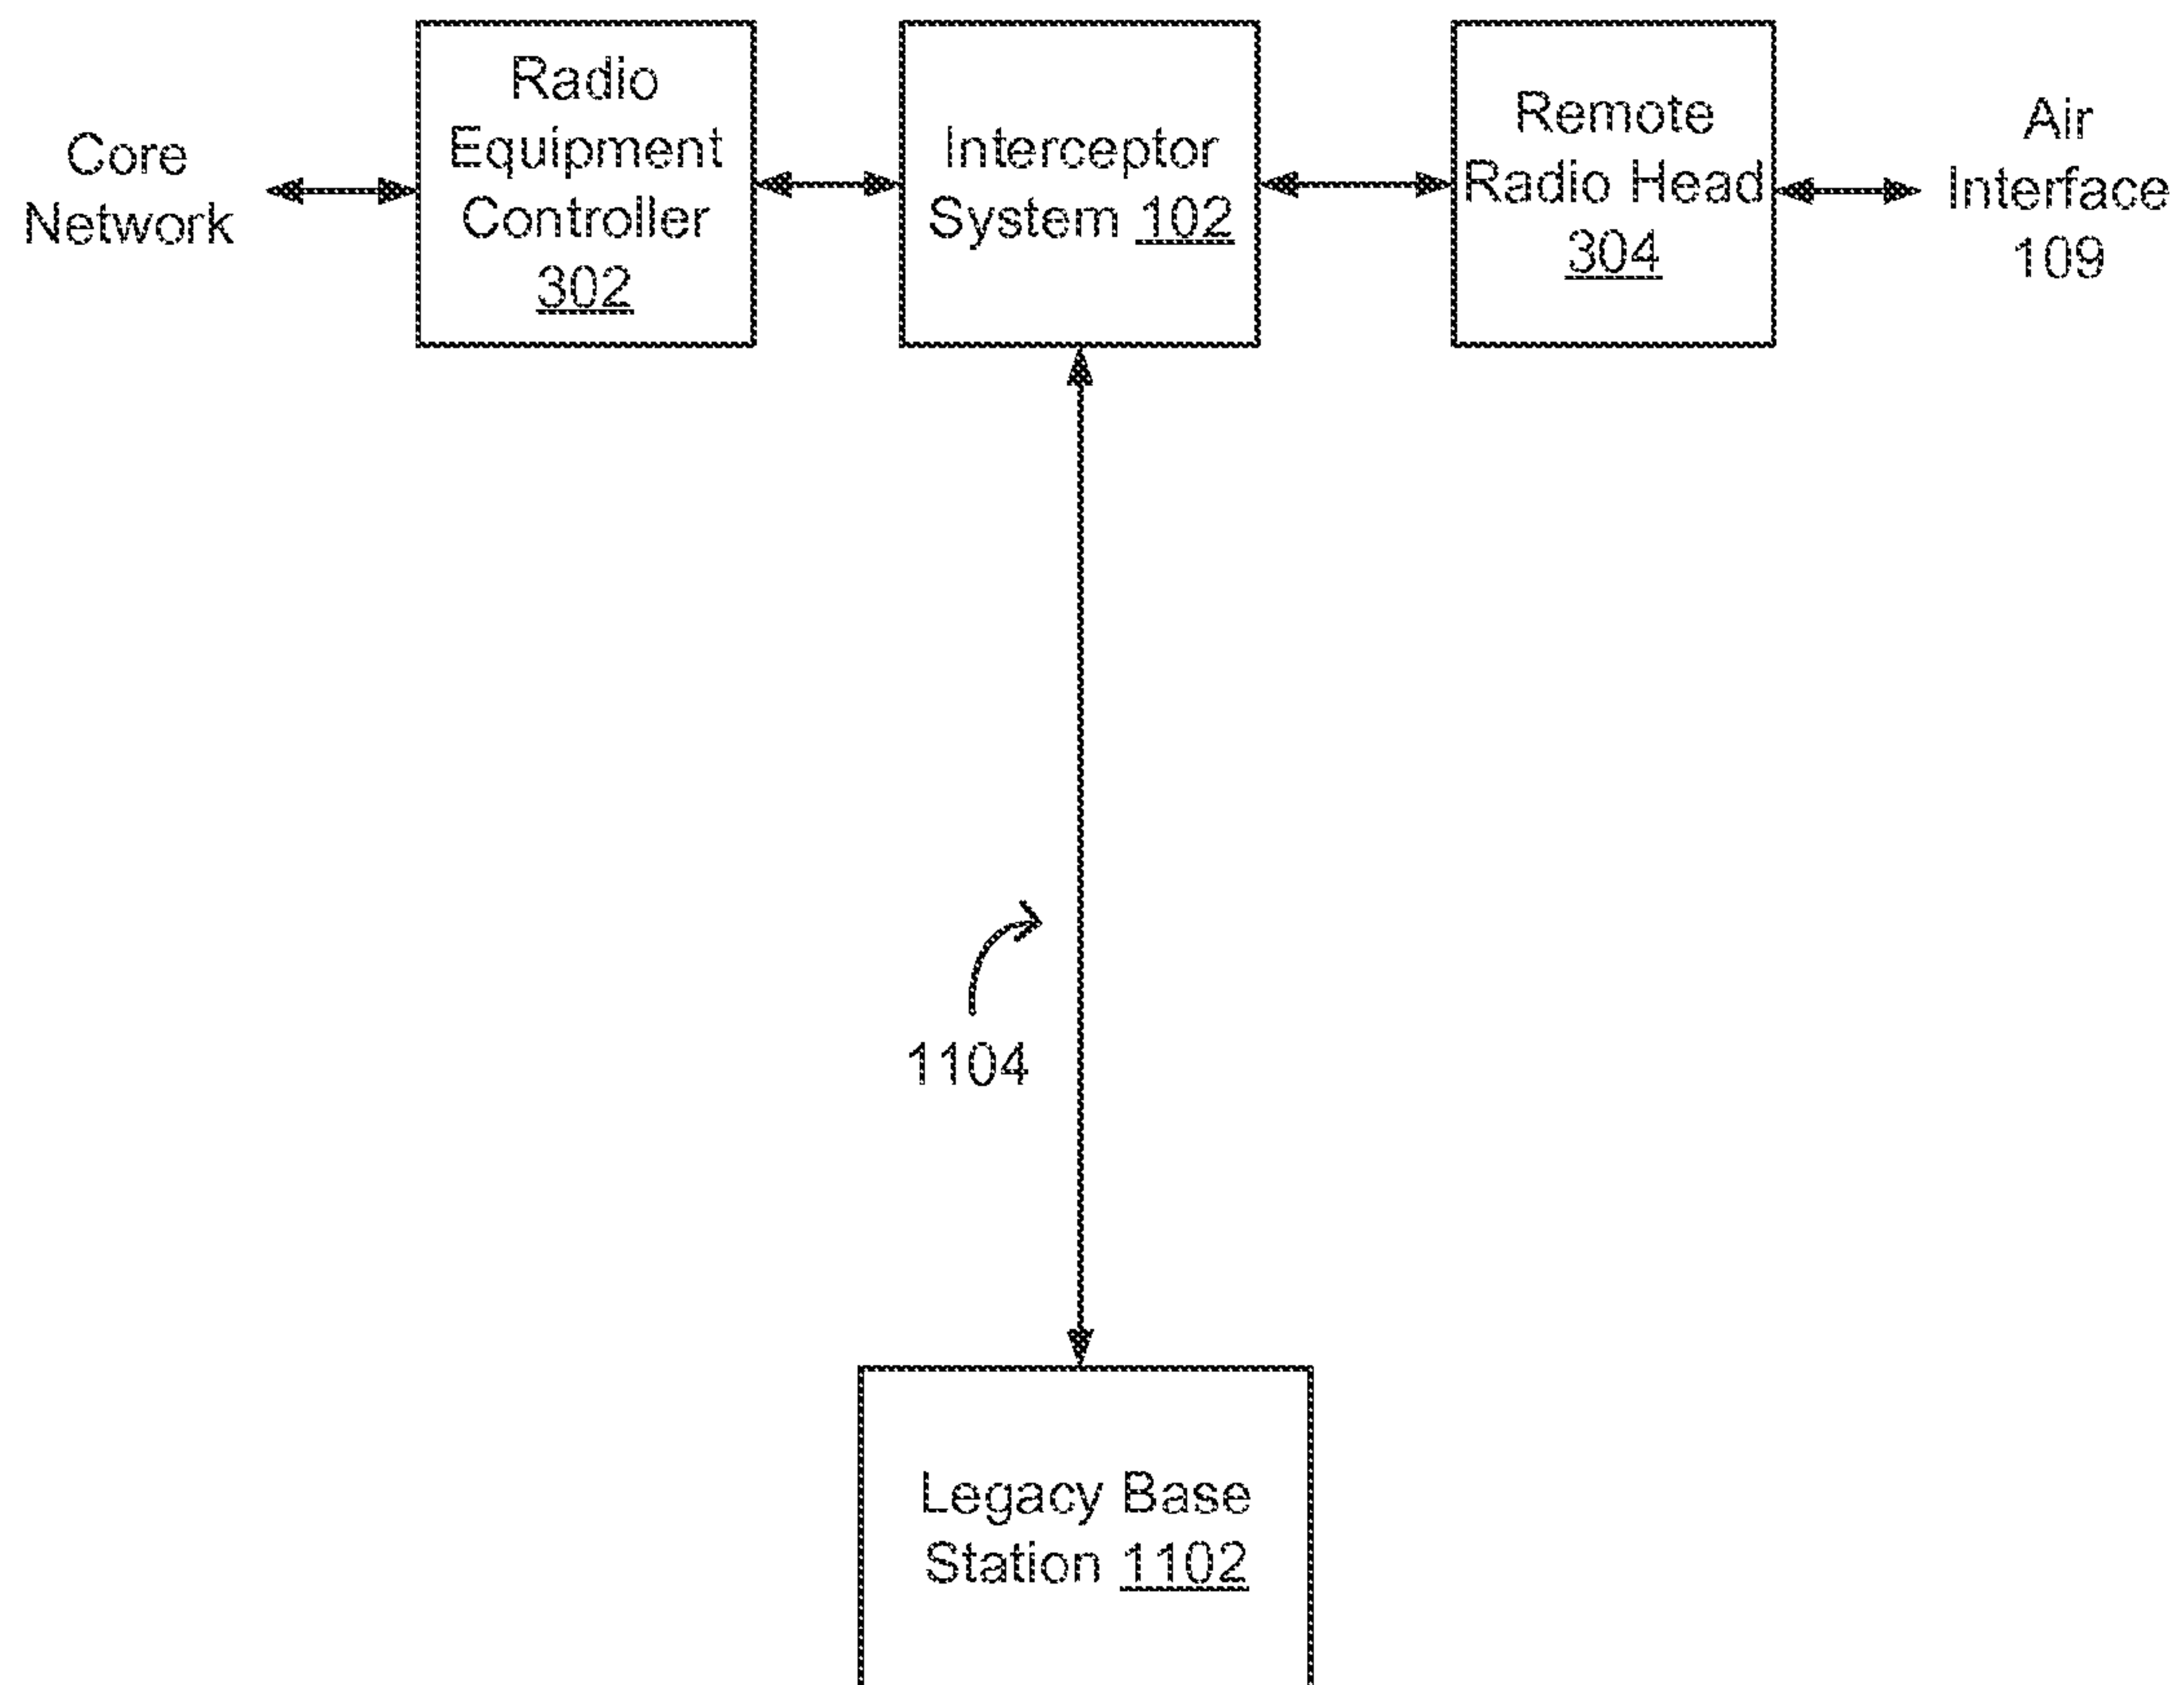 Core
Network
Radio
Equipment
Controller
302
Interceptor
System 102
Remote
Radio Head
304
Air
Interface
109
1104
Legacy Base
Station 1102